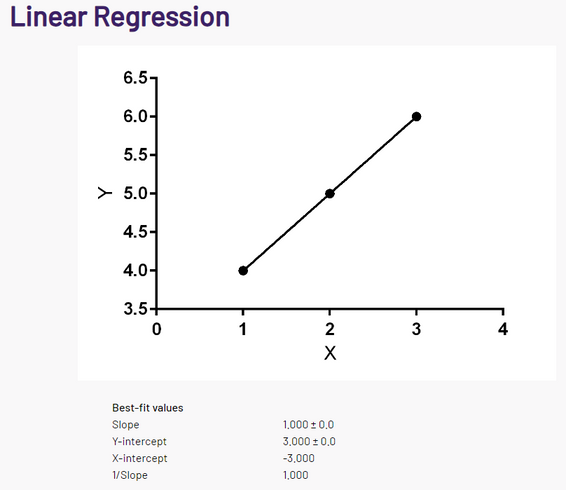 Linear Regression
6.5
6.0
5.5
5.0
4.5
4.0
3.5
Y
0 1 2 3 4
X
Best-fit values
Slope 1,000 ± 0,0
Y-intercept 3,000 ± 0,0
X-intercept -3,000
1/Slope 1,000